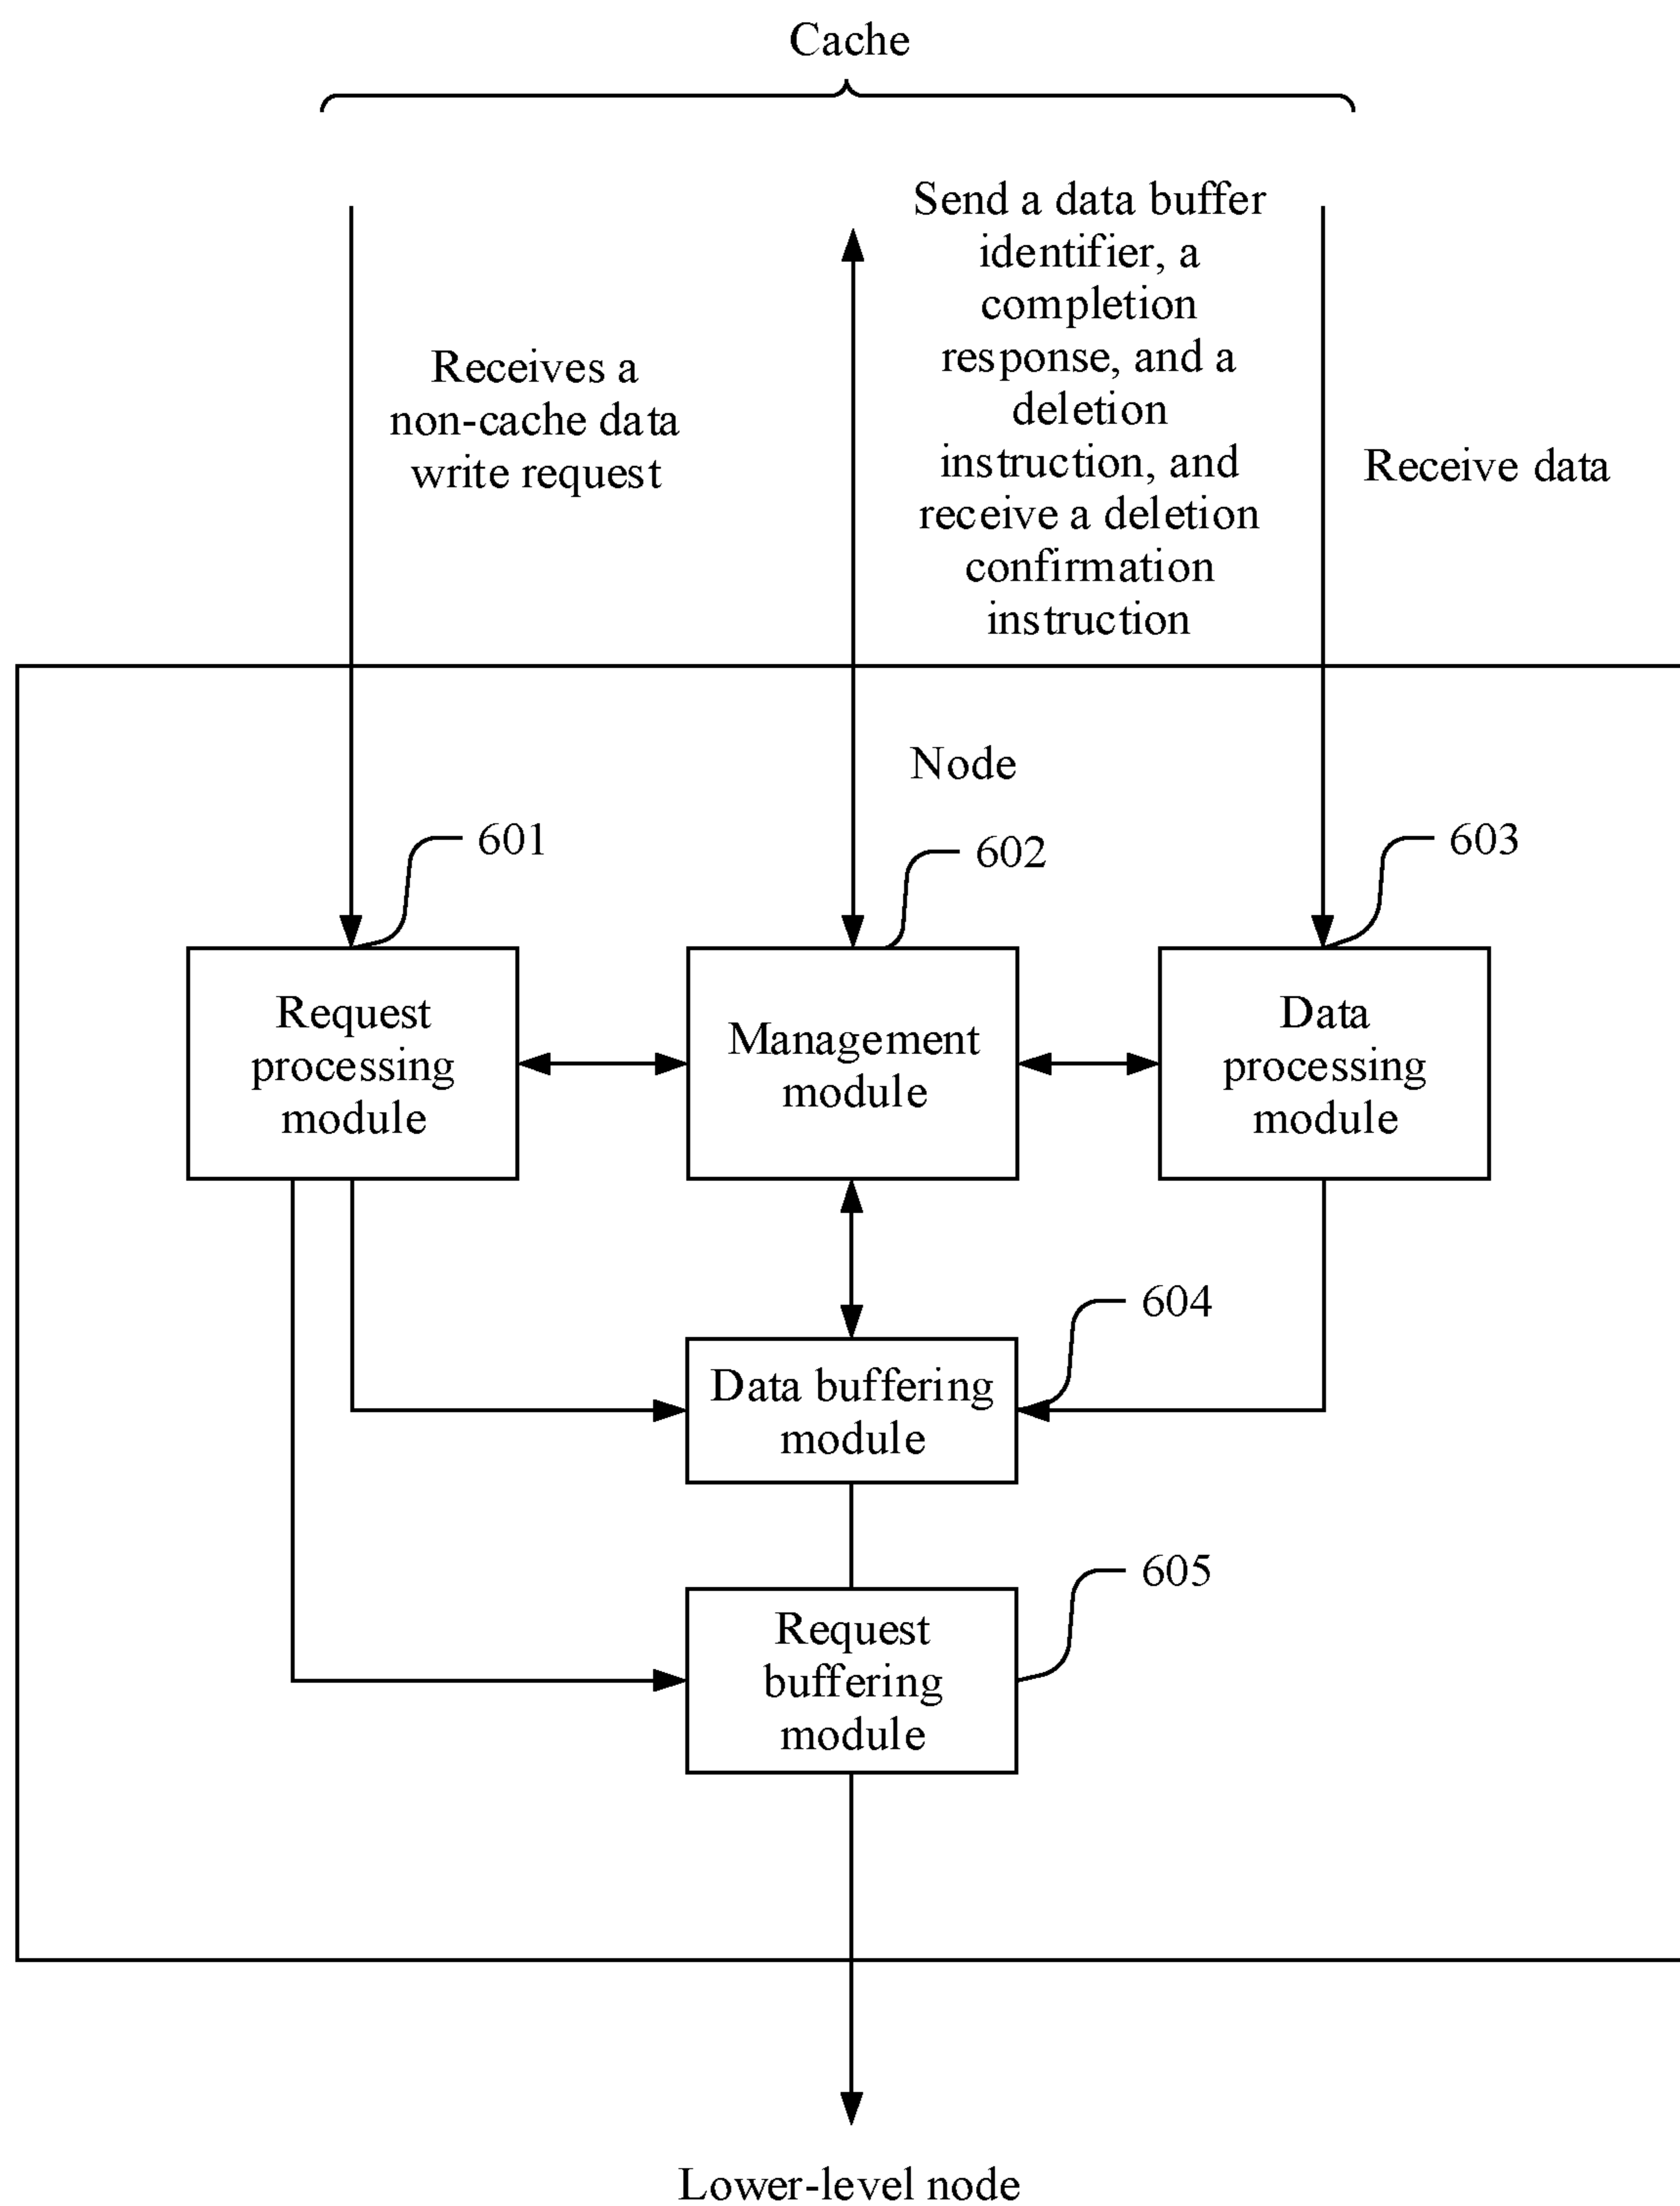 Cache
Receives a
non-cache data
write request
Send a data buffer
identifier, a
completion
response, and a
deletion
instruction, and
receive a deletion
confirmation
instruction
Receive data
Node
601
602
603
Request
processing
module
Management
module
Data
processing
module
604
Data buffering
module
605
Request
buffering
module
Lower-level node